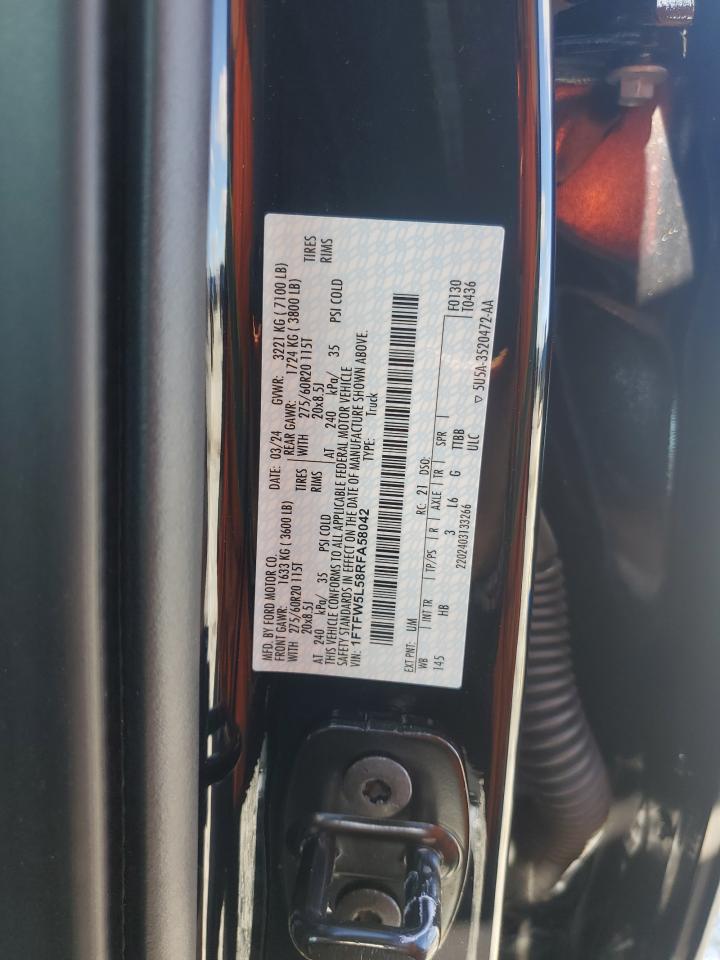 MFD. BY FORD MOTOR CO.
DATE: 03/24 GVWR: 3221 KG ( 7100 LB)
FRONT GAWR: 1633 KG ( 3600 LB) REAR GAWR: 1724 KG ( 3800 LB)
WITH 275/60R20 115T TIRES WITH 275/60R20 115T TIRES
20x8.5J RIMS 20x8.5J RIMS
AT 240 kPa/ 35 PSI COLD AT 240 kPa/ 35 PSI COLD
THIS VEHICLE CONFORMS TO ALL APPLICABLE FEDERAL MOTOR VEHICLE
SAFETY STANDARDS IN EFFECT ON THE DATE OF MANUFACTURE SHOWN ABOVE.
VIN: 1FTFW5L58RFA58042 TYPE: Truck
F0130
T0436
EXT PNT: UM RC: 21 DSO:
WB INT TR TP/PS R AXLE TR SPR
145 HB 3 L6 G TTBB
2202403133266 ULC ▽ 5U5A-3520472-AA